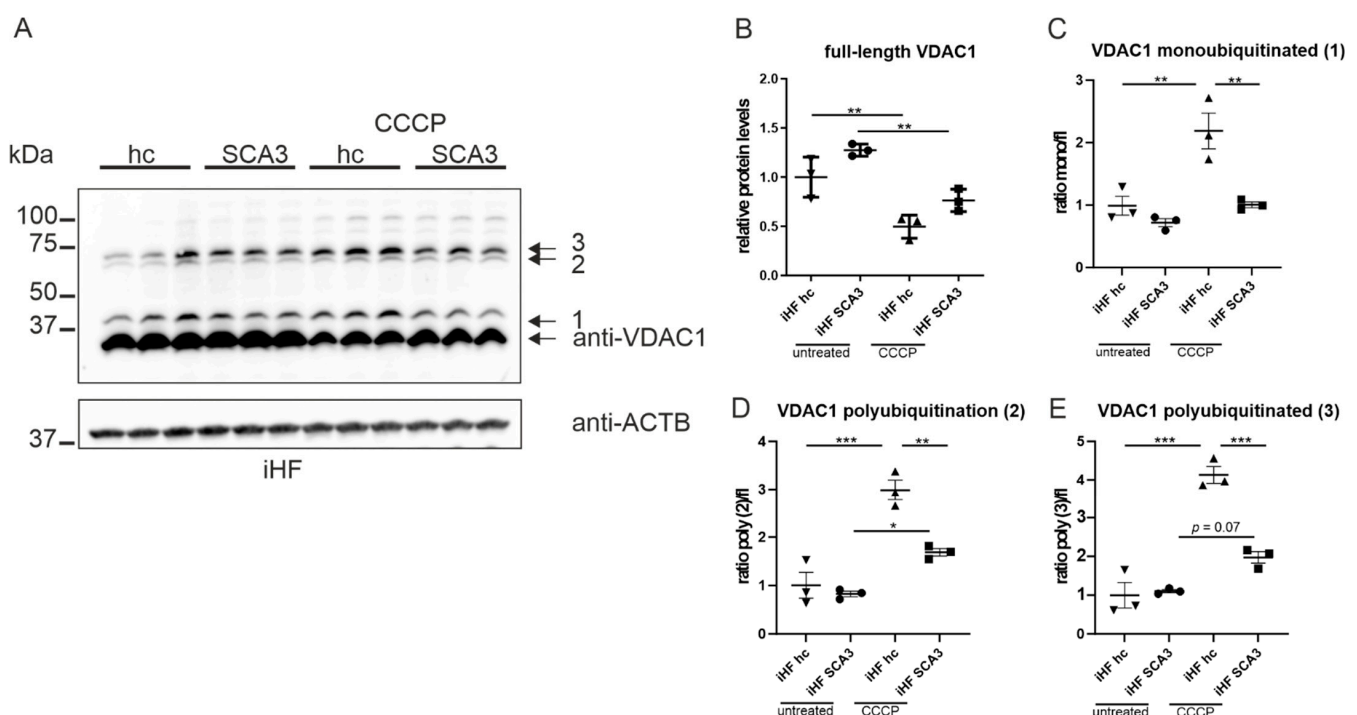 A
CCCP
kDa
hc SCA3 hc SCA3
100
75
50
37
3
2
1
anti-VDAC1
37
anti-ACTB
iHF
B
full-length VDAC1
relative protein levels
2.0
1.5
1.0
0.5
0.0
**
**
iHF hc
iHF SCA3
iHF hc
iHF SCA3
untreated CCCP
C
VDAC1 monoubiquitinated (1)
ratio mono/fl
3
2
1
0
**
**
iHF hc
iHF SCA3
iHF hc
iHF SCA3
untreated CCCP
D
VDAC1 polyubiquitination (2)
ratio poly (2)/fl
4
3
2
1
0
***
**
*
iHF hc
iHF SCA3
iHF hc
iHF SCA3
untreated CCCP
E
VDAC1 polyubiquitinated (3)
ratio poly (3)/fl
5
4
3
2
1
0
***
***
p = 0.07
iHF hc
iHF SCA3
iHF hc
iHF SCA3
untreated CCCP